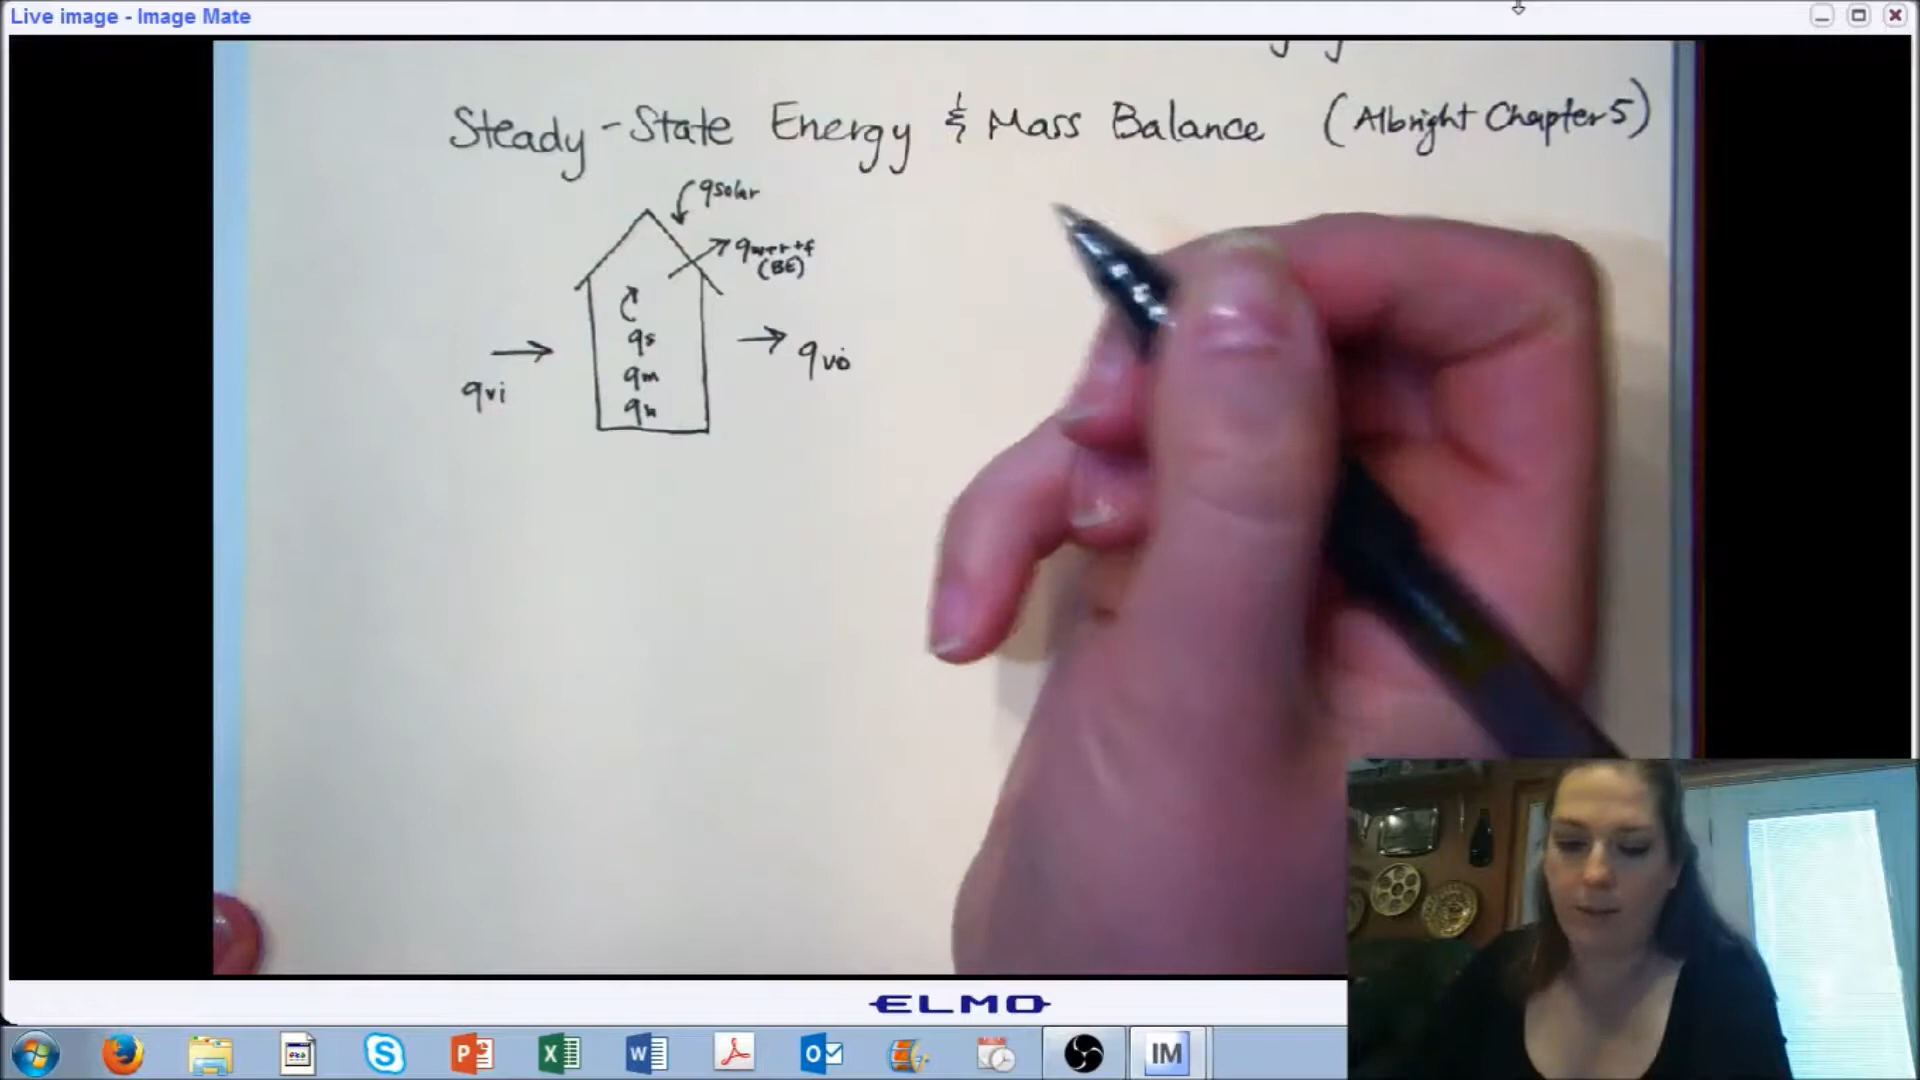 Live image - Image Mate
Steady-State Energy & Mass Balance (Albright Chapter 5)
qsolar
(BE)
qs
qm
qvi
qvo
ELMO
IM